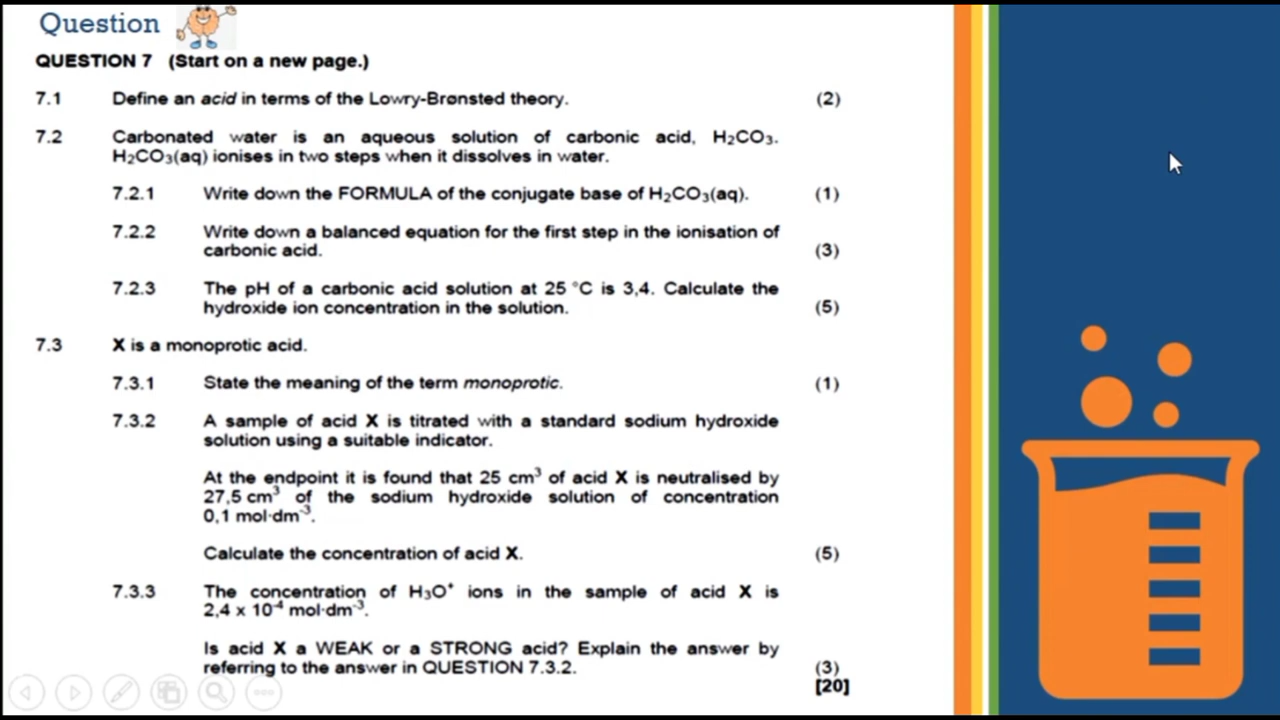 Question
QUESTION 7 (Start on a new page.)
7.1 Define an acid in terms of the Lowry-Brønsted theory. (2)
7.2 Carbonated water is an aqueous solution of carbonic acid, H₂CO₃.
H₂CO₃(aq) ionises in two steps when it dissolves in water.
7.2.1 Write down the FORMULA of the conjugate base of H₂CO₃(aq). (1)
7.2.2 Write down a balanced equation for the first step in the ionisation of
carbonic acid. (3)
7.2.3 The pH of a carbonic acid solution at 25 °C is 3,4. Calculate the
hydroxide ion concentration in the solution. (5)
7.3 X is a monoprotic acid.
7.3.1 State the meaning of the term monoprotic. (1)
7.3.2 A sample of acid X is titrated with a standard sodium hydroxide
solution using a suitable indicator.
At the endpoint it is found that 25 cm³ of acid X is neutralised by
27,5 cm³ of the sodium hydroxide solution of concentration
0,1 mol·dm⁻³.
Calculate the concentration of acid X. (5)
7.3.3 The concentration of H₃O⁺ ions in the sample of acid X is
2,4 x 10⁻⁴ mol·dm⁻³.
Is acid X a WEAK or a STRONG acid? Explain the answer by
referring to the answer in QUESTION 7.3.2. (3)
[20]